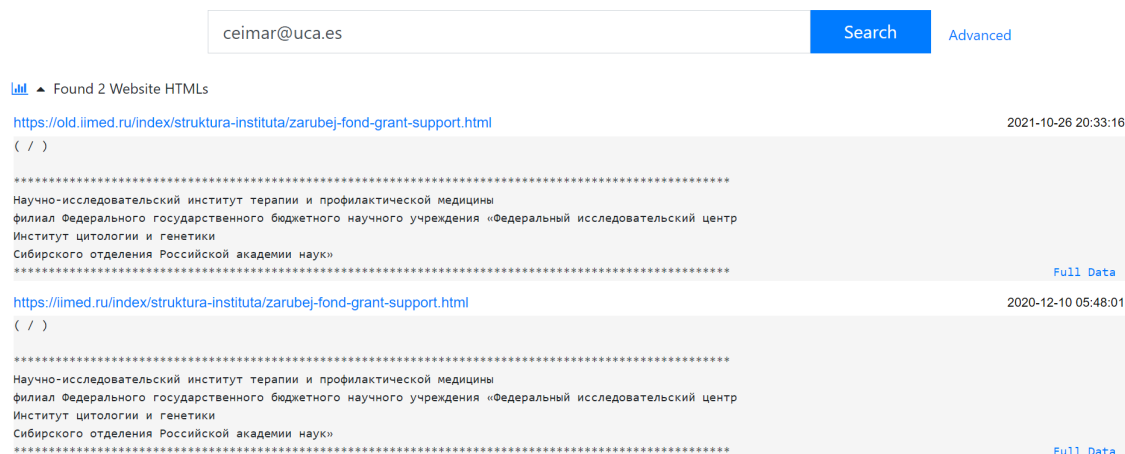 ceimar@uca.es Search Advanced
Found 2 Website HTMLs
https://old.iimed.ru/index/struktura-instituta/zarubej-fond-grant-support.html 2021-10-26 20:33:16
( / )
*******************************************************************************************************
Научно-исследовательский институт терапии и профилактической медицины
филиал Федерального государственного бюджетного научного учреждения «Федеральный исследовательский центр
Институт цитологии и генетики
Сибирского отделения Российской академии наук»
******************************************************************************************************* Full Data
https://iimed.ru/index/struktura-instituta/zarubej-fond-grant-support.html 2020-12-10 05:48:01
( / )
*******************************************************************************************************
Научно-исследовательский институт терапии и профилактической медицины
филиал Федерального государственного бюджетного научного учреждения «Федеральный исследовательский центр
Институт цитологии и генетики
Сибирского отделения Российской академии наук»
******************************************************************************************************* Full Data